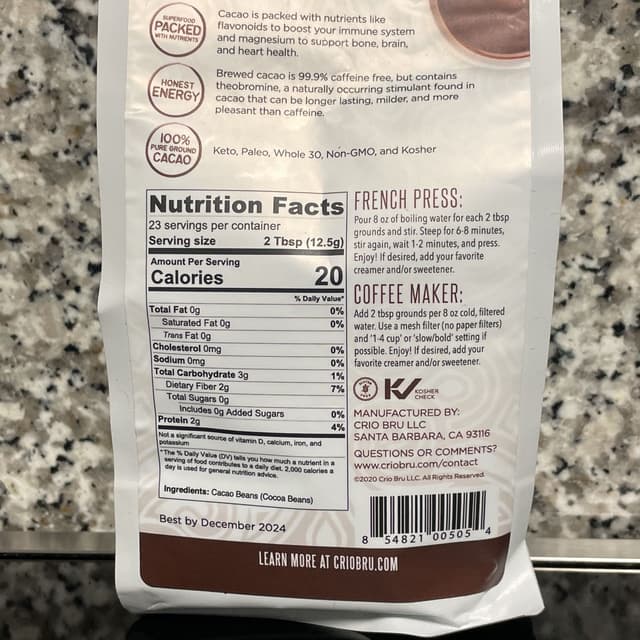 SUPERFOOD
PACKED
WITH NUTRIENTS
Cacao is packed with nutrients like
flavonoids to boost your immune system
and magnesium to support bone, brain,
and heart health.
HONEST
ENERGY
Brewed cacao is 99.9% caffeine free, but contains
theobromine, a naturally occurring stimulant found in
cacao that can be longer lasting, milder, and more
pleasant than caffeine.
100%
PURE GROUND
CACAO
Keto, Paleo, Whole 30, Non-GMO, and Kosher
Nutrition Facts
23 servings per container
Serving size 2 Tbsp (12.5g)
Amount Per Serving
Calories 20
% Daily Value*
Total Fat 0g 0%
Saturated Fat 0g 0%
Trans Fat 0g
Cholesterol 0mg 0%
Sodium 0mg 0%
Total Carbohydrate 3g 1%
Dietary Fiber 2g 7%
Total Sugars 0g
Includes 0g Added Sugars 0%
Protein 2g 4%
Not a significant source of vitamin D, calcium, iron, and
potassium
*The % Daily Value (DV) tells you how much a nutrient in a
serving of food contributes to a daily diet. 2,000 calories a
day is used for general nutrition advice.
Ingredients: Cacao Beans (Cocoa Beans)
Best by December 2024
FRENCH PRESS:
Pour 8 oz of boiling water for each 2 tbsp
grounds and stir. Steep for 6-8 minutes,
stir again, wait 1-2 minutes, and press.
Enjoy! If desired, add your favorite
creamer and/or sweetener.
COFFEE MAKER:
Add 2 tbsp grounds per 8 oz cold, filtered
water. Use a mesh filter (no paper filters)
and '1-4 cup' or 'slow/bold' setting if
possible. Enjoy! If desired, add your
favorite creamer and/or sweetener.
KV KOSHER
CHECK
MANUFACTURED BY:
CRIO BRU LLC
SANTA BARBARA, CA 93116
QUESTIONS OR COMMENTS?
www.criobru.com/contact
©2020 Crio Bru LLC. All Rights Reserved.
8 54821 00505 4
LEARN MORE AT CRIOBRU.COM